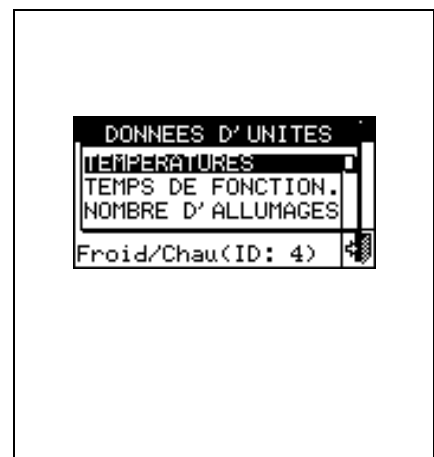 DONNEES D'UNITES
TEMPERATURES
TEMPS DE FONCTION.
NOMBRE D'ALLUMAGES
Froid/Chau(ID: 4)